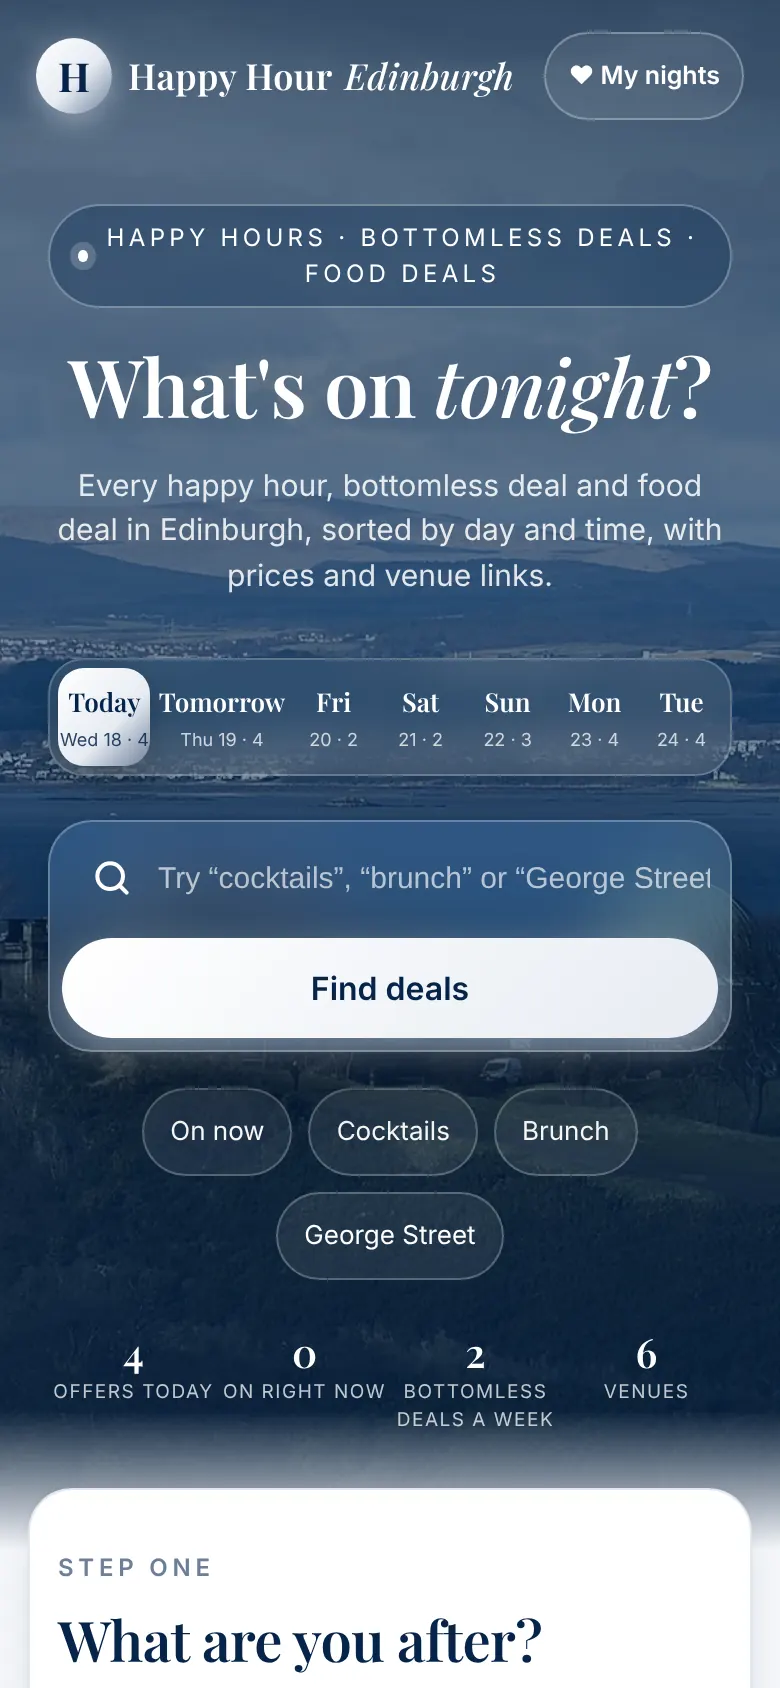 H Happy Hour Edinburgh ♥ My nights
HAPPY HOURS · BOTTOMLESS DEALS ·
FOOD DEALS
What's on tonight?
Every happy hour, bottomless deal and food
deal in Edinburgh, sorted by day and time, with
prices and venue links.
Today Tomorrow Fri Sat Sun Mon Tue
Wed 18 · 4 Thu 19 · 4 20 · 2 21 · 2 22 · 3 23 · 4 24 · 4
Try “cocktails”, “brunch” or “George Street
Find deals
On now Cocktails Brunch
George Street
4 0 2 6
OFFERS TODAY ON RIGHT NOW BOTTOMLESS VENUES
DEALS A WEEK
STEP ONE
What are you after?